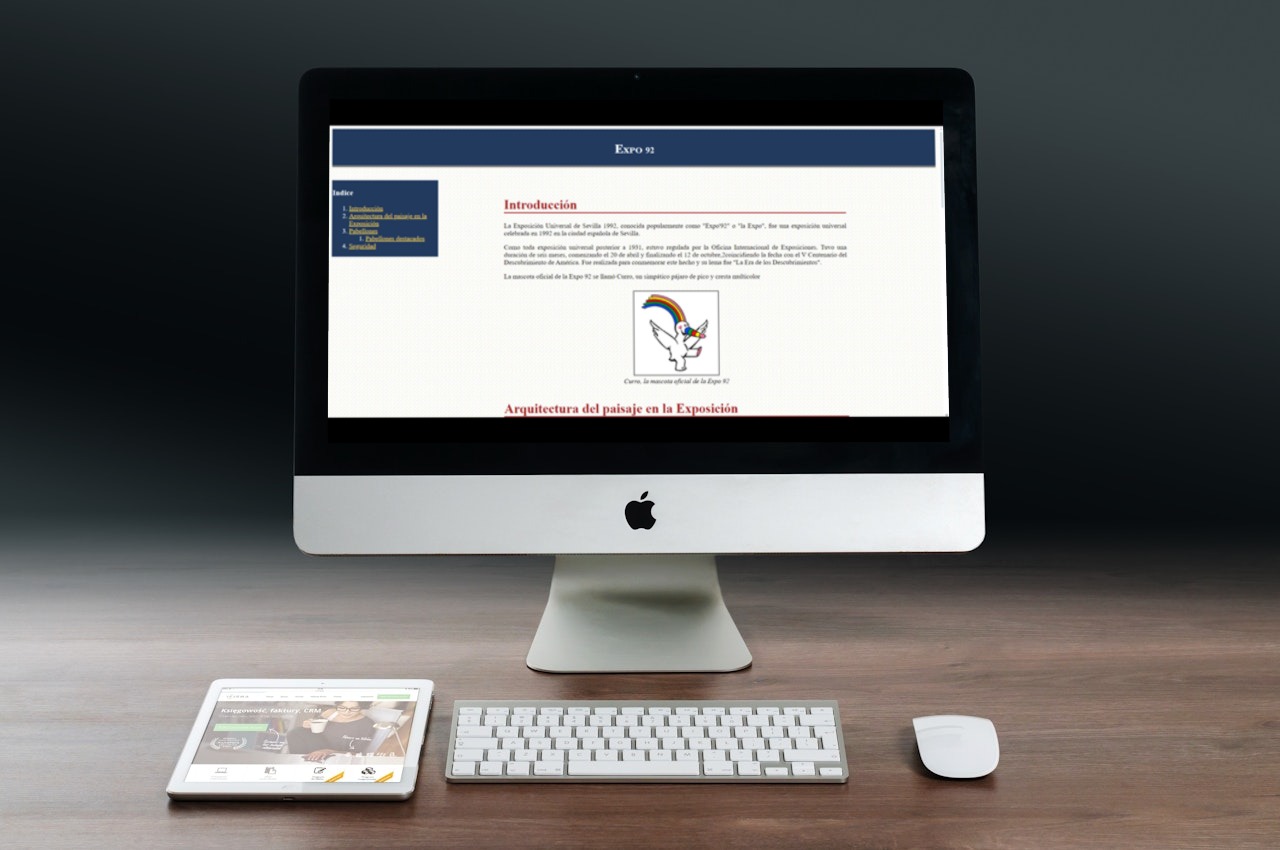 Expo 92
Indice
1. Introducción
2. Arquitectura del paisaje en la
Exposición
3. Pabellones
1. Pabellones destacados
4. Seguridad
Introducción
La Exposición Universal de Sevilla 1992, conocida popularmente como "Expo'92" o "la Expo", fue una exposición universal
celebrada en 1992 en la ciudad española de Sevilla.
Como toda exposición universal posterior a 1931, estuvo regulada por la Oficina Internacional de Exposiciones. Tuvo una
duración de seis meses, comenzando el 20 de abril y finalizando el 12 de octubre,2coincidiendo la fecha con el V Centenario del
Descubrimiento de América. Fue realizada para conmemorar este hecho y su lema fue "La Era de los Descubrimientos".
La mascota oficial de la Expo 92 se llamó Curro, un simpático pájaro de pico y cresta multicolor
Curro, la mascota oficial de la Expo 92
Arquitectura del paisaje en la Exposición
Księgowość, faktury, CRM